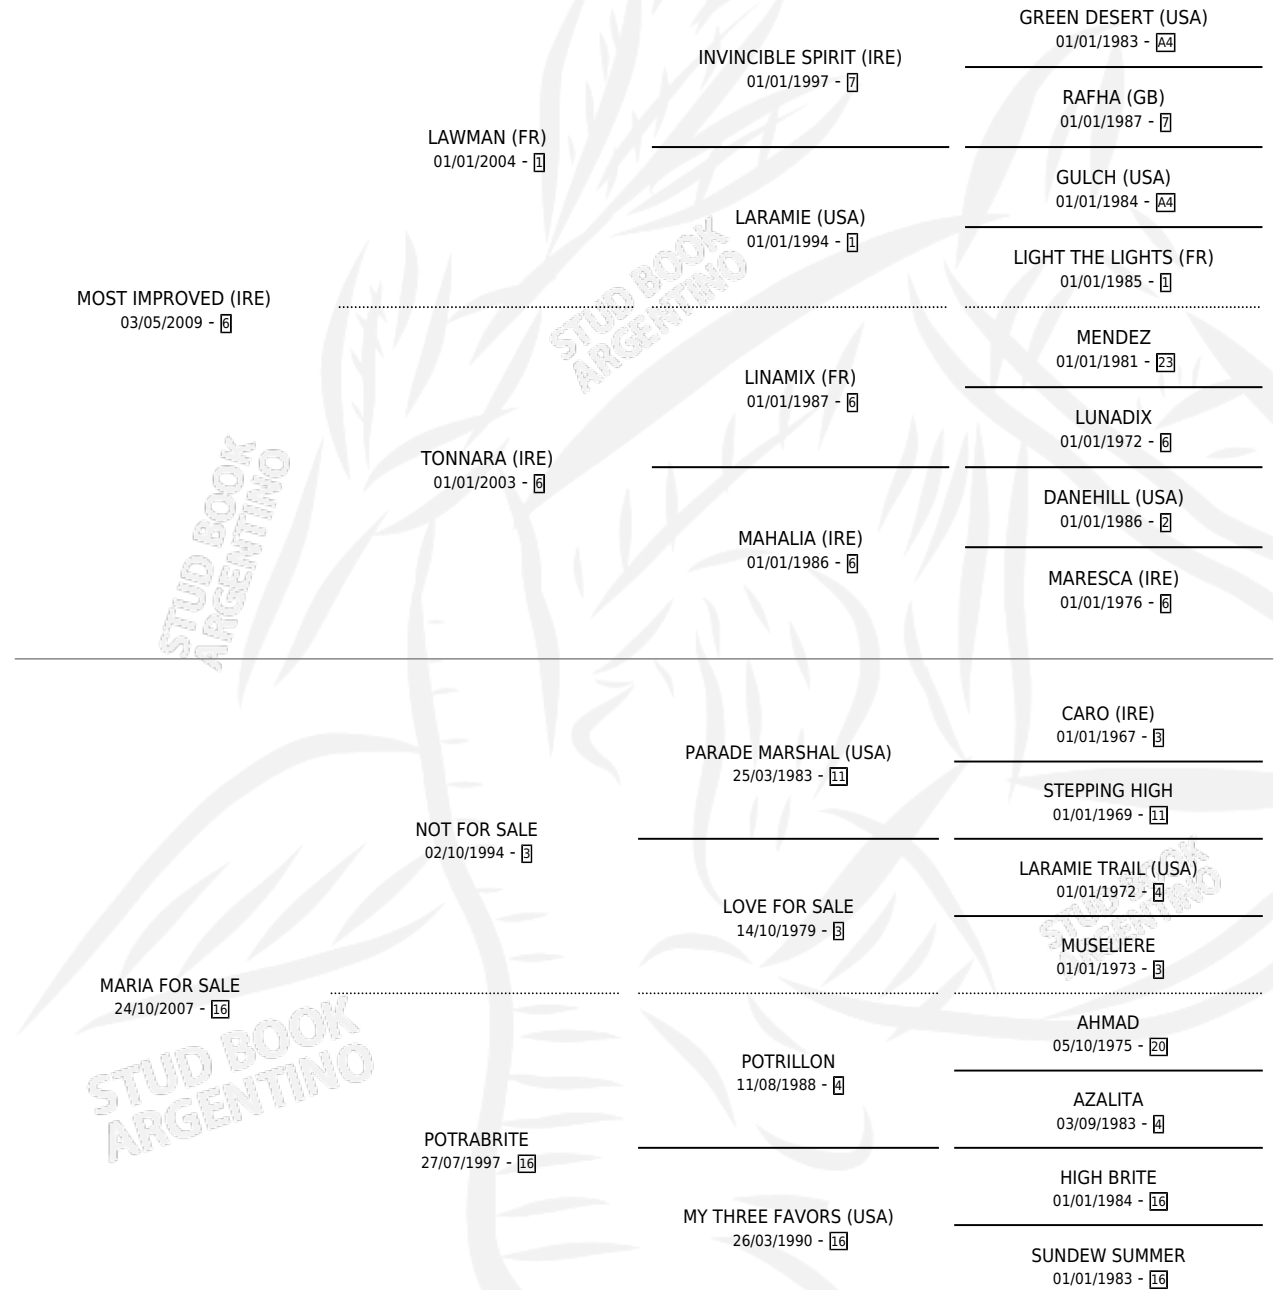 GREEN DESERT (USA)
01/01/1983 - A4
INVINCIBLE SPIRIT (IRE)
01/01/1997 - 7
RAFHA (GB)
01/01/1987 - 7
LAWMAN (FR)
01/01/2004 - 1
GULCH (USA)
01/01/1984 - A4
LARAMIE (USA)
01/01/1994 - 1
LIGHT THE LIGHTS (FR)
01/01/1985 - 1
MOST IMPROVED (IRE)
03/05/2009 - 6
MENDEZ
01/01/1981 - 23
LINAMIX (FR)
01/01/1987 - 6
LUNADIX
01/01/1972 - 6
TONNARA (IRE)
01/01/2003 - 6
DANEHILL (USA)
01/01/1986 - 2
MAHALIA (IRE)
01/01/1986 - 6
MARESCA (IRE)
01/01/1976 - 6
CARO (IRE)
01/01/1967 - 3
PARADE MARSHAL (USA)
25/03/1983 - 11
STEPPING HIGH
01/01/1969 - 11
NOT FOR SALE
02/10/1994 - 3
LARAMIE TRAIL (USA)
01/01/1972 - 4
LOVE FOR SALE
14/10/1979 - 3
MUSELIERE
01/01/1973 - 3
MARIA FOR SALE
24/10/2007 - 16
AHMAD
05/10/1975 - 20
POTRILLON
11/08/1988 - 4
AZALITA
03/09/1983 - 4
POTRABRITE
27/07/1997 - 16
HIGH BRITE
01/01/1984 - 16
MY THREE FAVORS (USA)
26/03/1990 - 16
SUNDEW SUMMER
01/01/1983 - 16
STUD BOOK
ARGENTINO
STUD BOOK
ARGENTINO
STUD BOOK
ARGENTINO
STUD BOOK
ARGENTINO